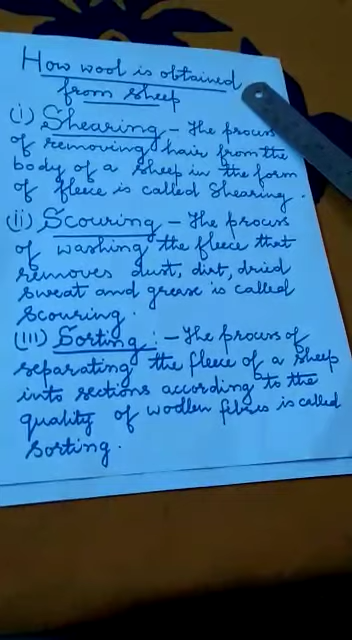 How wool is obtained
from sheep
(i) Shearing - The process
of removing hair from the
body of a sheep in the form
of fleece is called Shearing.
(ii) Scouring - The process
of washing the fleece that
removes dust, dirt, dried
sweat and grease is called
Scouring.
(III) Sorting :- The process of
separating the fleece of a sheep
into sections according to the
quality of woollen fibres is called
Sorting.